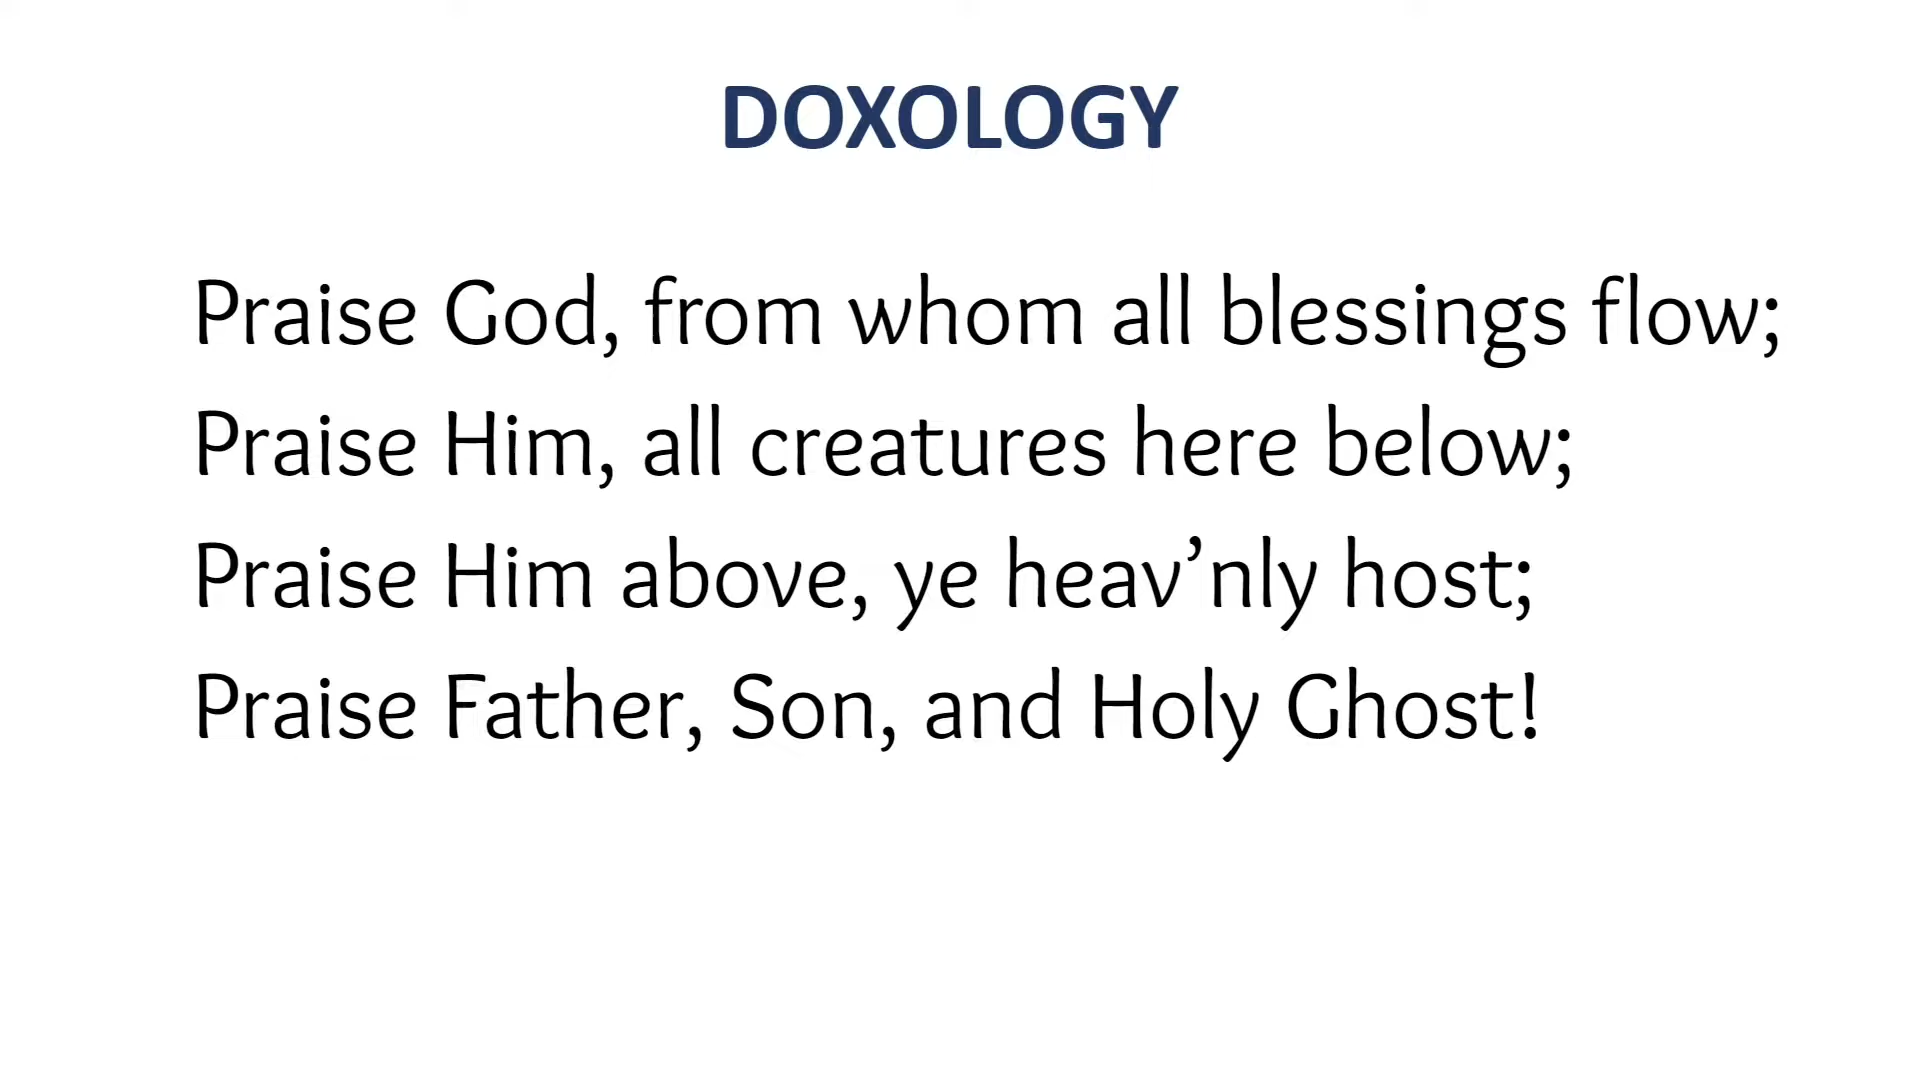 DOXOLOGY
Praise God, from whom all blessings flow;
Praise Him, all creatures here below;
Praise Him above, ye heav’nly host;
Praise Father, Son, and Holy Ghost!